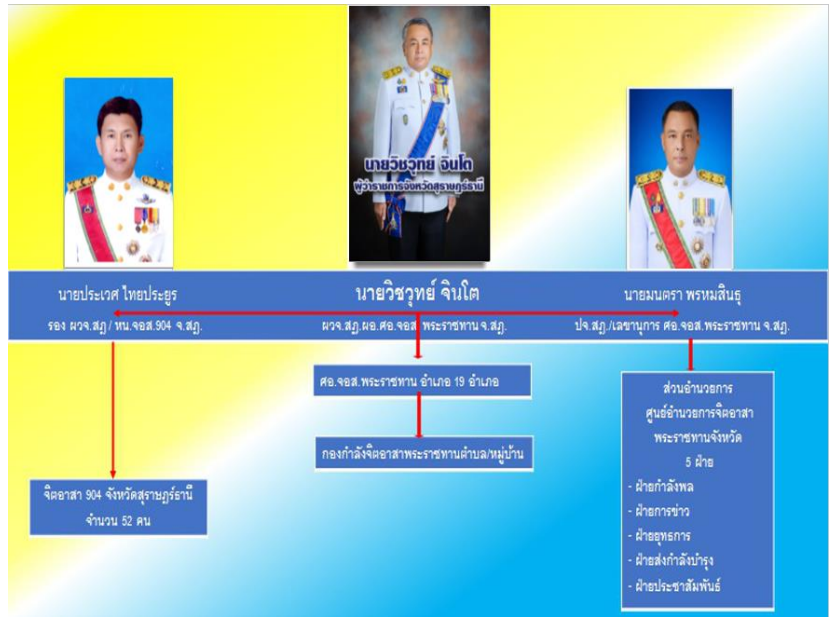 นายวิชวุทย์ จินโต
ผู้ว่าราชการจังหวัดสุราษฎร์ธานี
นายประเวศ ไทยประยูร
รอง ผวจ.สฎ / หน.จอส.904 จ.สฎ.
นายวิชวุทย์ จินโต
ผวจ.สฎ,ผอ.ศอ.จอส.พระราชทาน จ.สฎ.
นายมนตรา พรหมสินธุ
ปจ.สฎ./เลขานุการ ศอ.จอส.พระราชทาน จ.สฎ.
ศอ.จอส.พระราชทาน อำเภอ 19 อำเภอ
กองกำลังจิตอาสาพระราชทานตำบล/หมู่บ้าน
จิตอาสา 904 จังหวัดสุราษฎร์ธานี
จำนวน 52 คน
ส่วนอำนวยการ
ศูนย์อำนวยการจิตอาสา
พระราชทานจังหวัด
5 ฝ่าย
- ฝ่ายกำลังพล
- ฝ่ายการข่าว
- ฝ่ายยุทธการ
- ฝ่ายส่งกำลังบำรุง
- ฝ่ายประชาสัมพันธ์